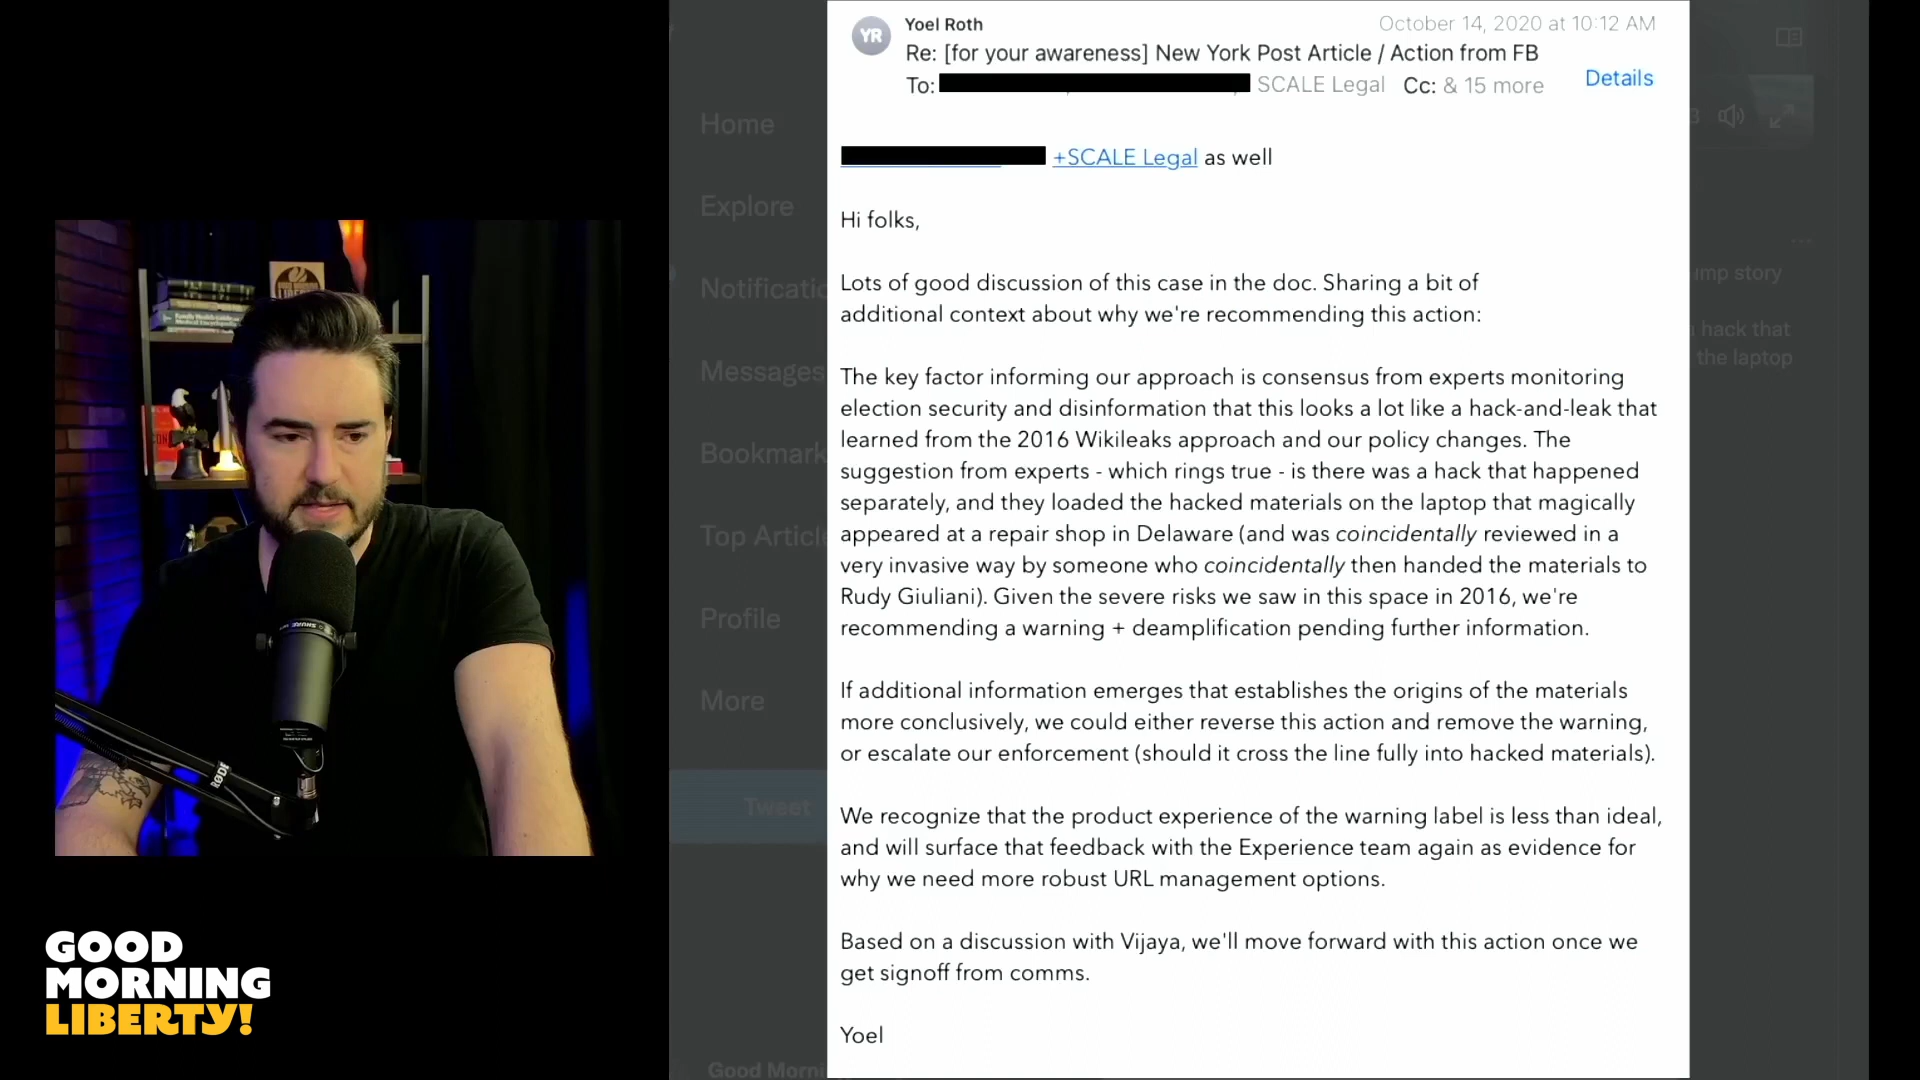 YR
Yoel Roth
October 14, 2020 at 10:12 AM
Re: [for your awareness] New York Post Article / Action from FB
To: SCALE Legal Cc: & 15 more
Details
+SCALE Legal as well
Hi folks,
Lots of good discussion of this case in the doc. Sharing a bit of
additional context about why we're recommending this action:
The key factor informing our approach is consensus from experts monitoring
election security and disinformation that this looks a lot like a hack-and-leak that
learned from the 2016 Wikileaks approach and our policy changes. The
suggestion from experts - which rings true - is there was a hack that happened
separately, and they loaded the hacked materials on the laptop that magically
appeared at a repair shop in Delaware (and was coincidentally reviewed in a
very invasive way by someone who coincidentally then handed the materials to
Rudy Giuliani). Given the severe risks we saw in this space in 2016, we're
recommending a warning + deamplification pending further information.
If additional information emerges that establishes the origins of the materials
more conclusively, we could either reverse this action and remove the warning,
or escalate our enforcement (should it cross the line fully into hacked materials).
We recognize that the product experience of the warning label is less than ideal,
and will surface that feedback with the Experience team again as evidence for
why we need more robust URL management options.
Based on a discussion with Vijaya, we'll move forward with this action once we
get signoff from comms.
Yoel
Home
Explore
Notificatic
Messages
Bookmark
Top Article
Profile
More
Tweet
Good Morni
mp story
hack that
the laptop
RØDE
GOOD
MORNING
LIBERTY!